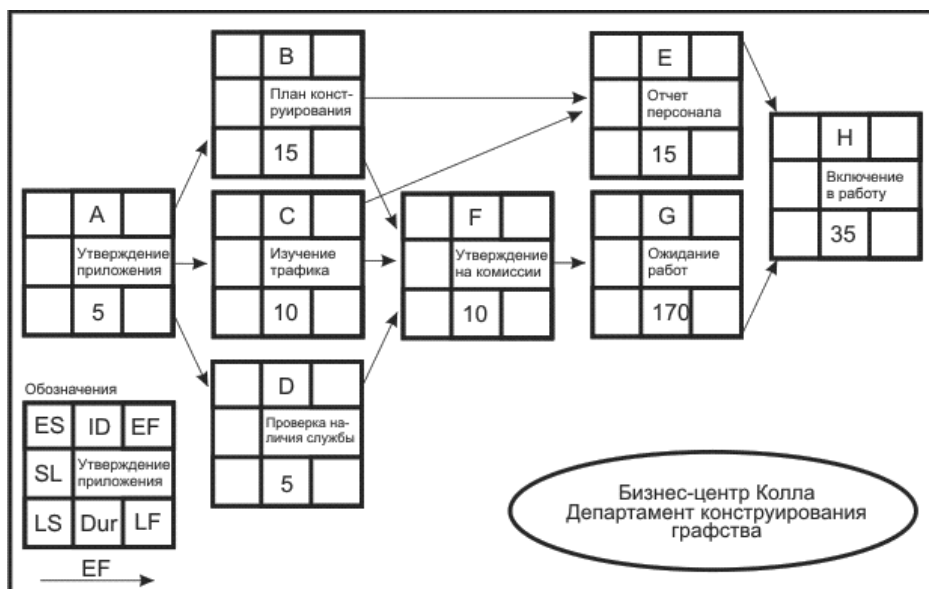 B
План конст-
руирования
15
E
Отчет
персонала
15
H
Включение
в работу
35
A
Утверждение
приложения
5
C
Изучение
трафика
10
F
Утверждение
на комиссии
10
G
Ожидание
работ
170
D
Проверка на-
личия службы
5
Обозначения
ES ID EF
SL Утверждение
приложения
LS Dur LF
EF
Бизнес-центр Колла
Департамент конструирования
графства